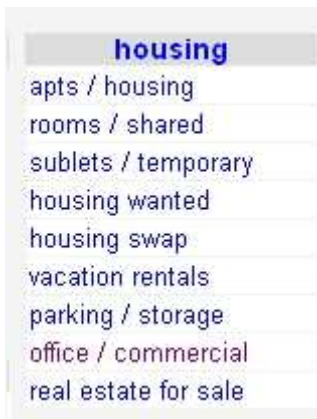 housing
apts / housing
rooms / shared
sublets / temporary
housing wanted
housing swap
vacation rentals
parking / storage
office / commercial
real estate for sale